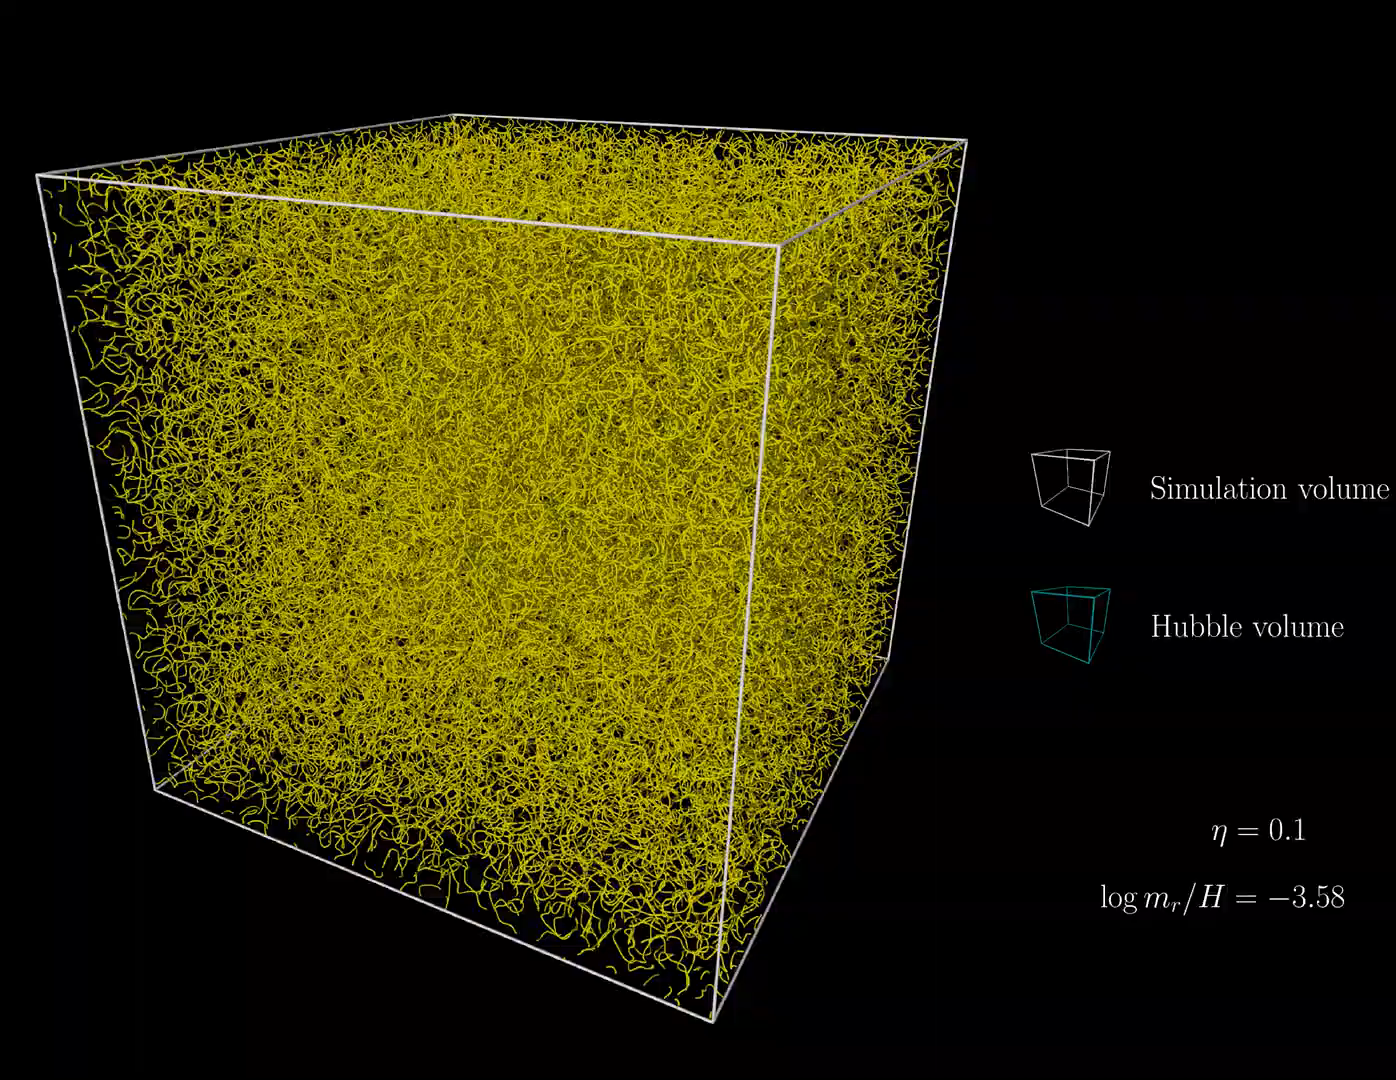 Simulation volume
Hubble volume
η = 0.1
log m_r/H = −3.58